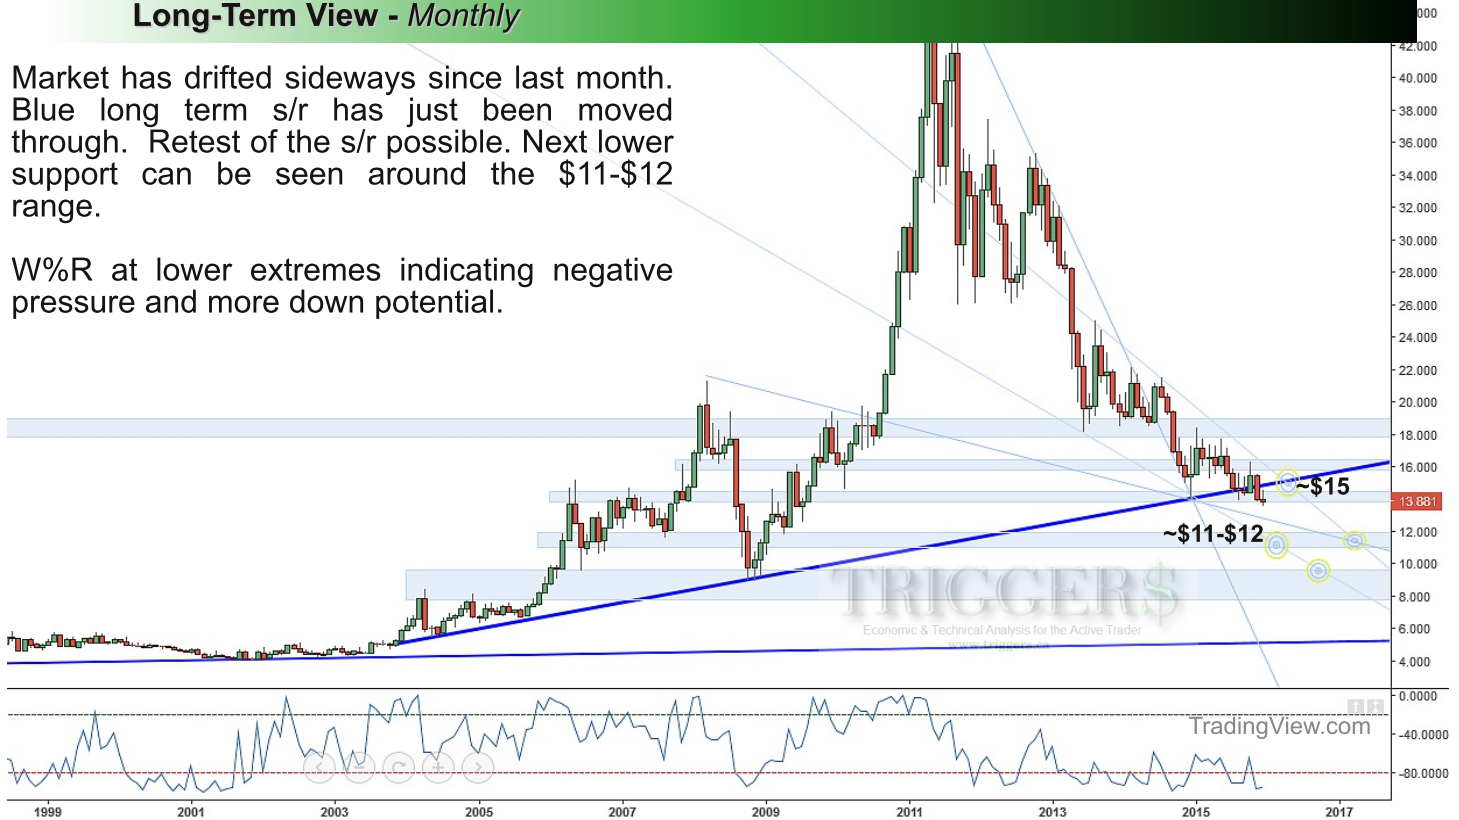 Long-Term View - Monthly
Market has drifted sideways since last month.
Blue long term s/r has just been moved
through. Retest of the s/r possible. Next lower
support can be seen around the $11-$12
range.
W%R at lower extremes indicating negative
pressure and more down potential.
000
42.000
40.000
38.000
36.000
34.000
32.000
30.000
28.000
26.000
24.000
22.000
20.000
18.000
16.000
~$15
13.881
12.000
~$11-$12
10.000
8.000
6.000
4.000
TRIGGER$
Economic & Technical Analysis for the Active Trader
www.triggers.ca
0.0000
TradingView.com
-40.0000
-80.0000
1999 2001 2003 2005 2007 2009 2011 2013 2015 2017